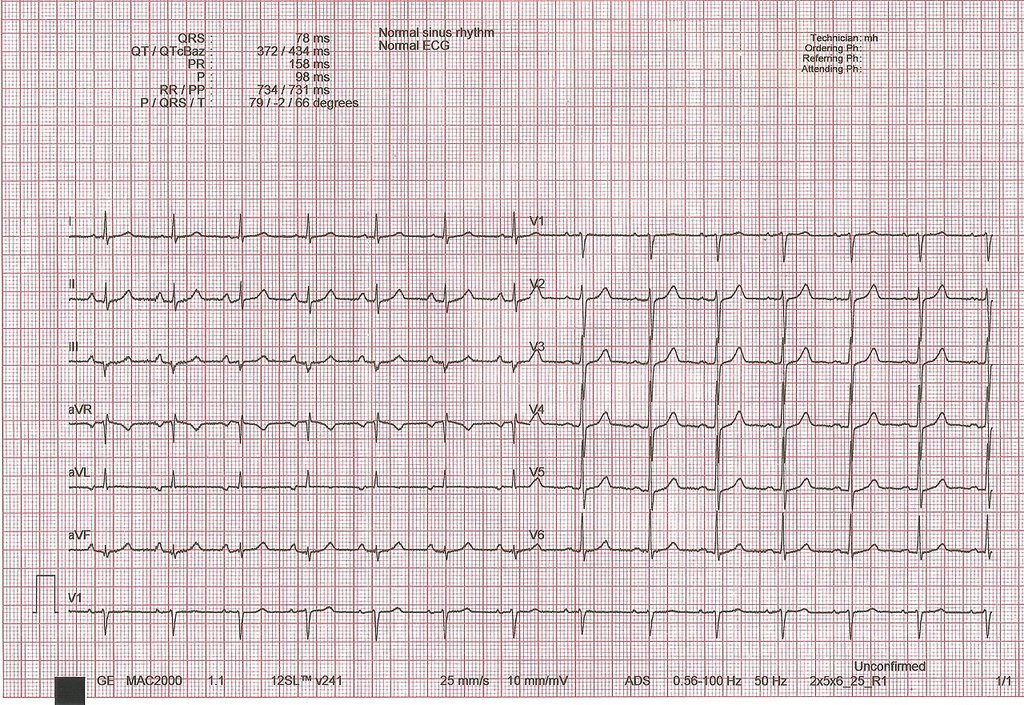 QRS : 78 ms
QT / QTcBaz : 372 / 434 ms
PR : 158 ms
P : 98 ms
RR / PP : 734 / 731 ms
P / QRS / T : 79 / -2 / 66 degrees
Normal sinus rhythm
Normal ECG
Technician: mh
Ordering Ph:
Referring Ph:
Attending Ph:
I V1
II V2
III V3
aVR V4
aVL V5
aVF V6
V1
Unconfirmed
GE MAC2000 1.1 12SL™ v241 25 mm/s 10 mm/mV ADS 0.56-100 Hz 50 Hz 2x5x6_25_R1 1/1